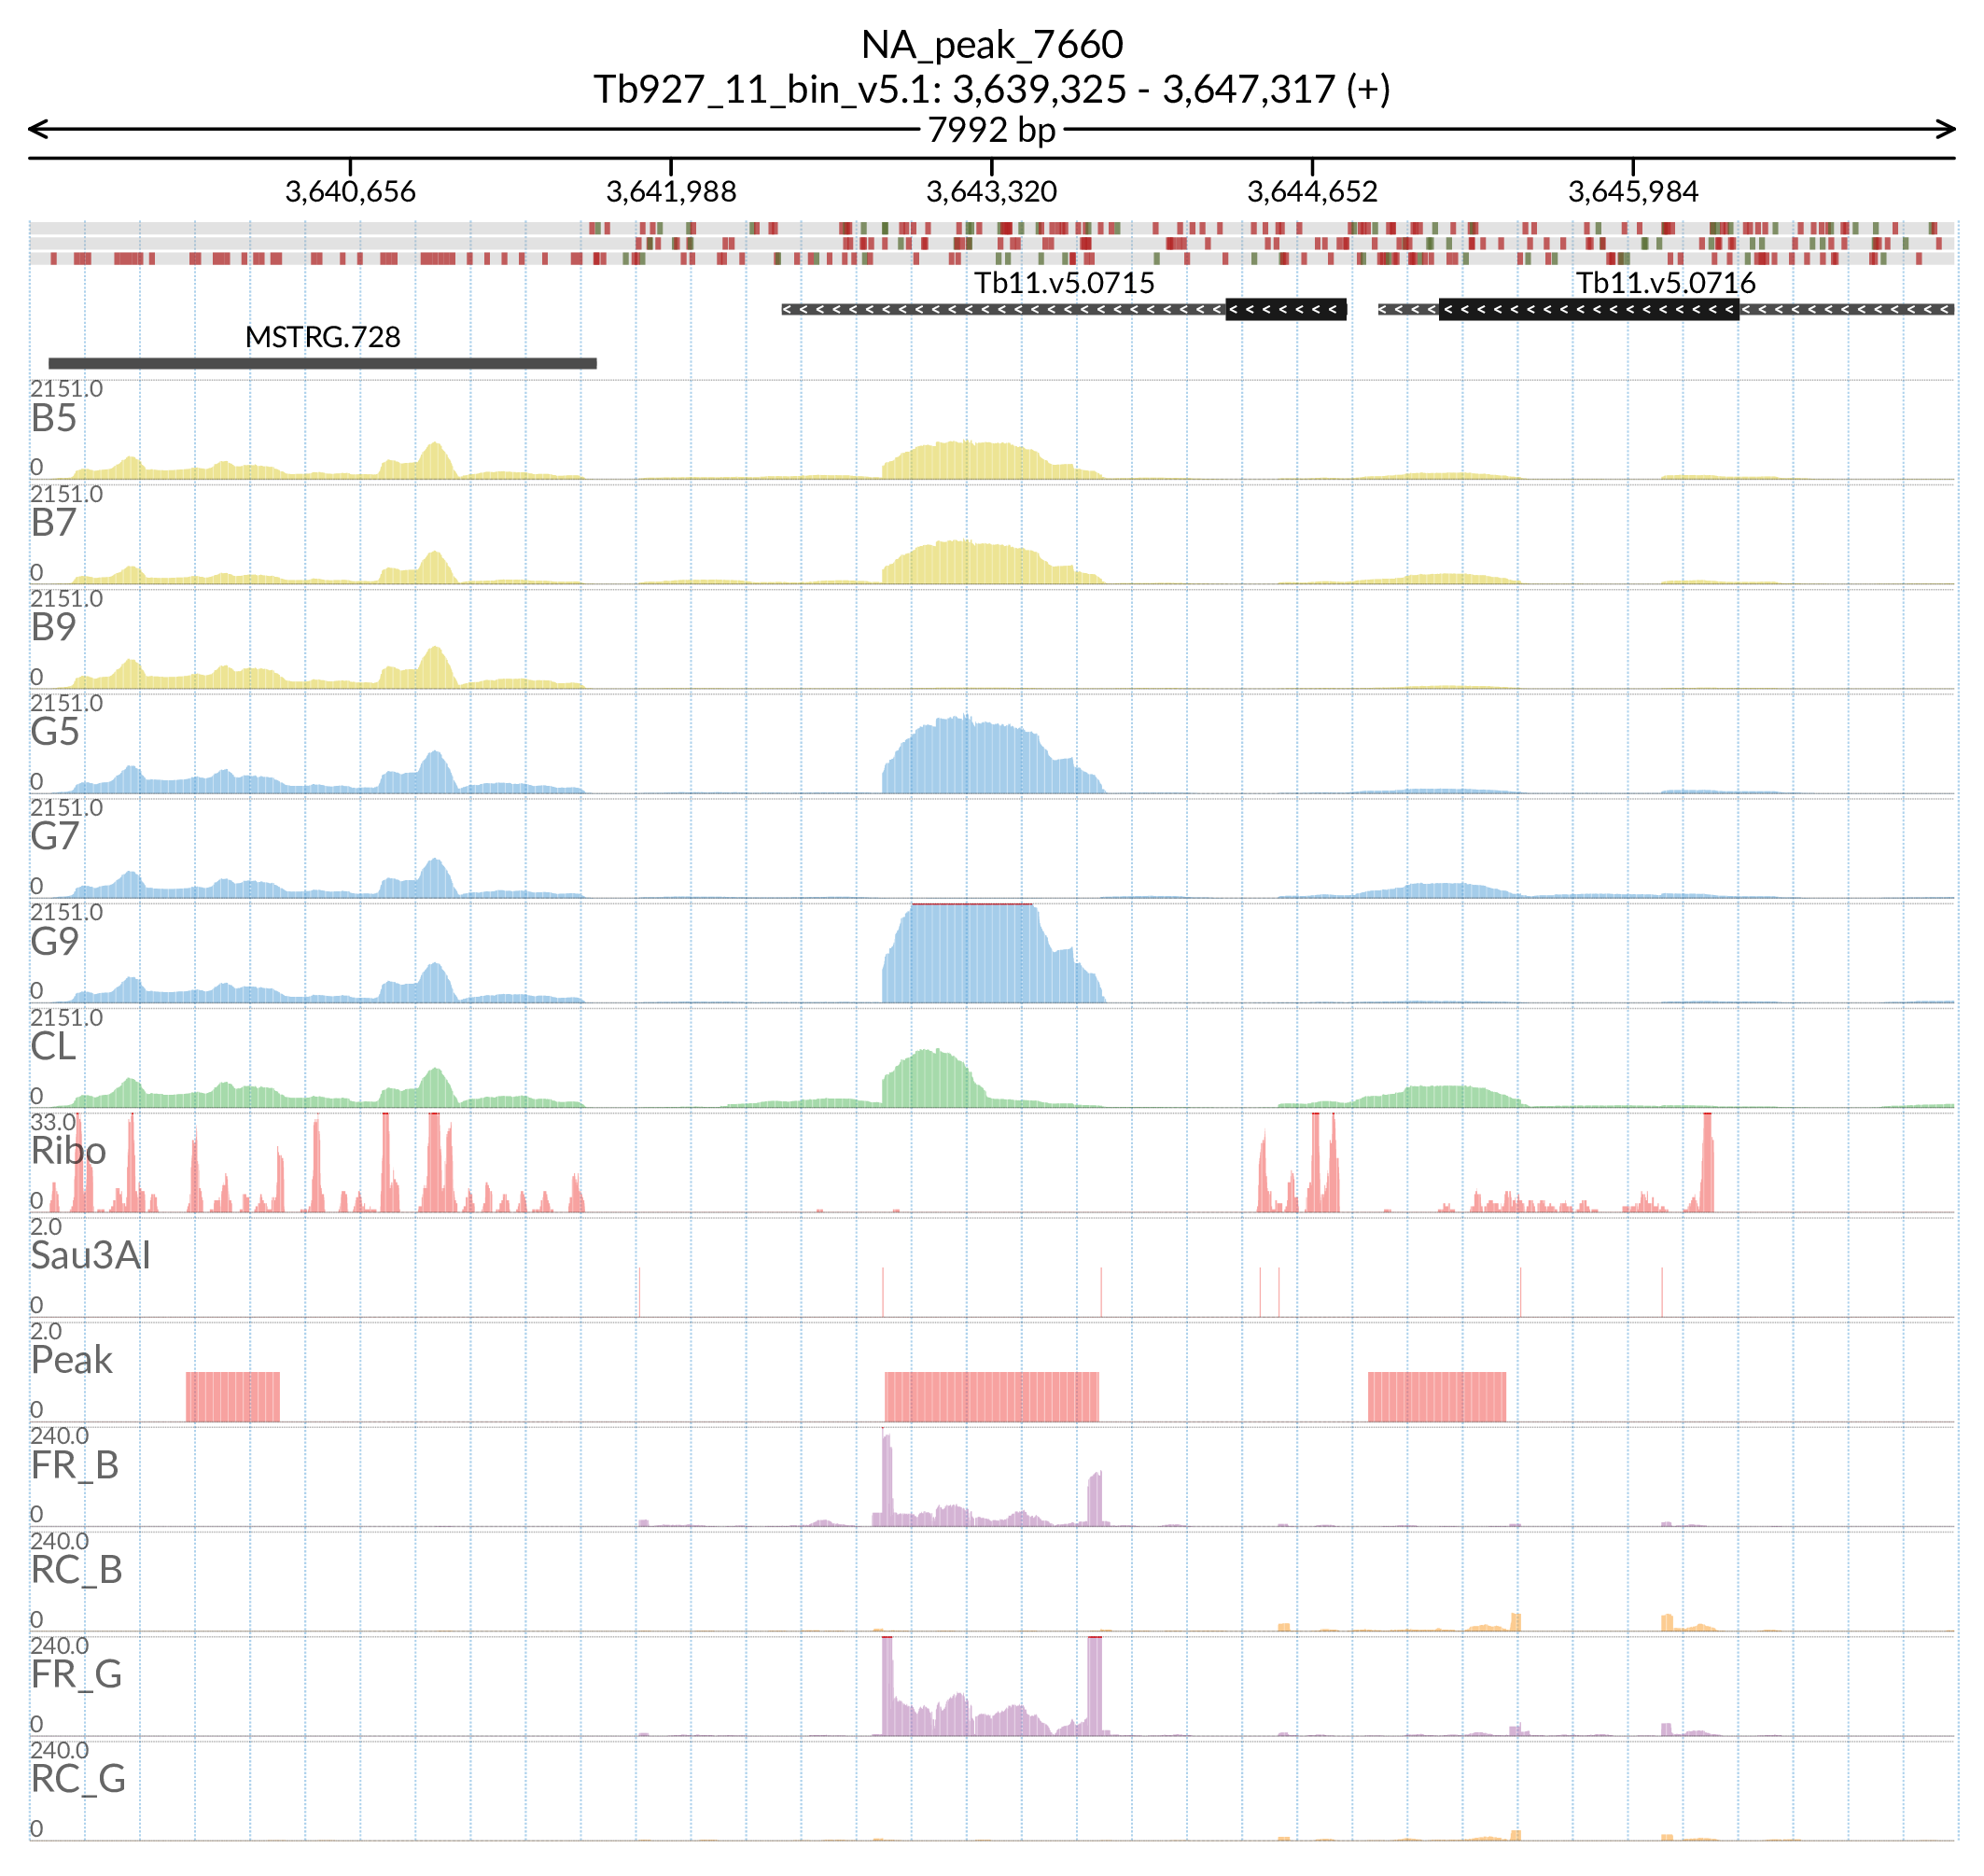 NA_peak_7660
Tb927_11_bin_v5.1: 3,639,325 - 3,647,317 (+)
7992 bp
3,640,656 3,641,988 3,643,320 3,644,652 3,645,984
Tb11.v5.0715 Tb11.v5.0716
MSTRG.728
2151.0
B5
0
2151.0
B7
0
2151.0
B9
0
2151.0
G5
0
2151.0
G7
0
2151.0
G9
0
2151.0
CL
0
33.0
Ribo
0
2.0
Sau3AI
0
2.0
Peak
0
240.0
FR_B
0
240.0
RC_B
0
240.0
FR_G
0
240.0
RC_G
0